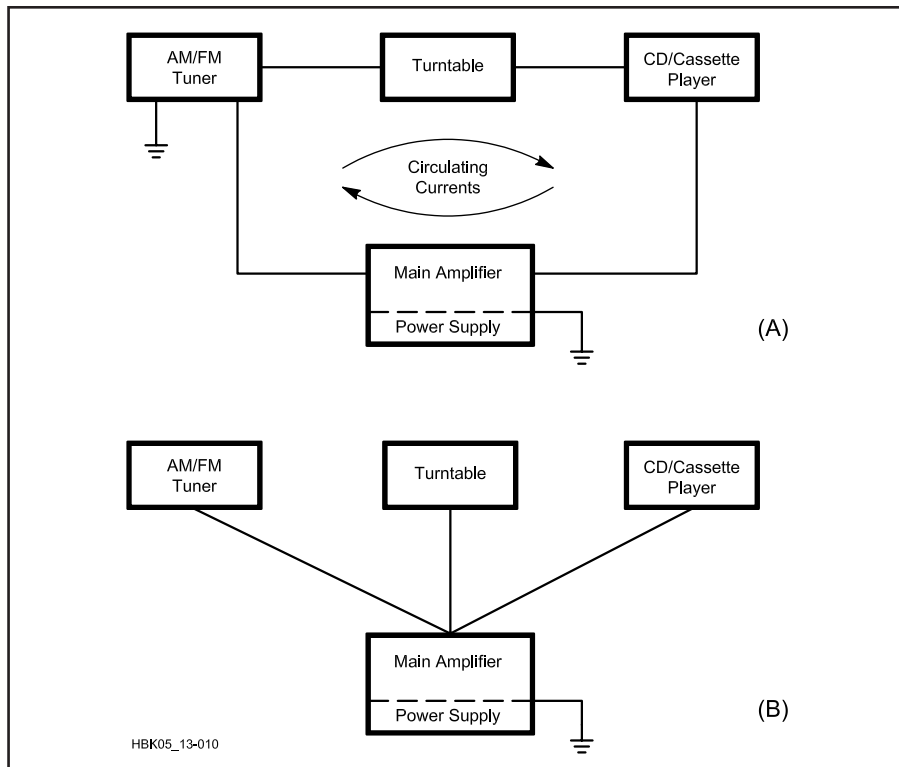 AM/FM
Tuner
Turntable
CD/Cassette
Player
Circulating
Currents
Main Amplifier
Power Supply
(A)
AM/FM
Tuner
Turntable
CD/Cassette
Player
Main Amplifier
Power Supply
(B)
HBK05_13-010